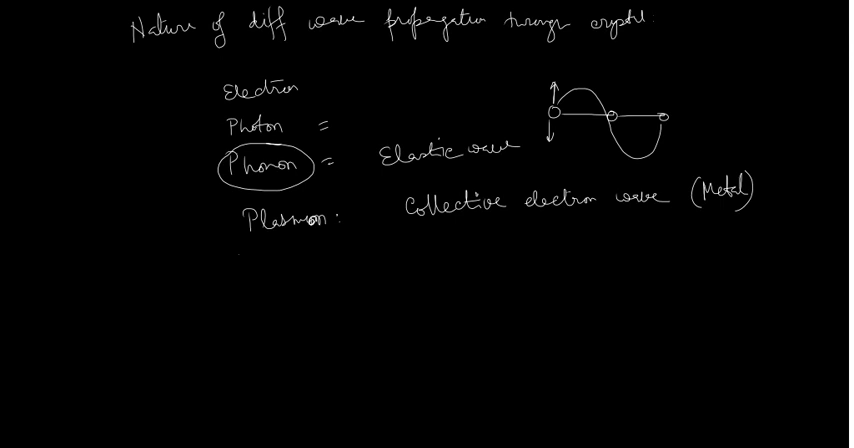 Nature of diff wave propagation through crystal:
Electron
Photon =
Phonon = Elastic wave
Plasmon: Collective electron wave (Metal)